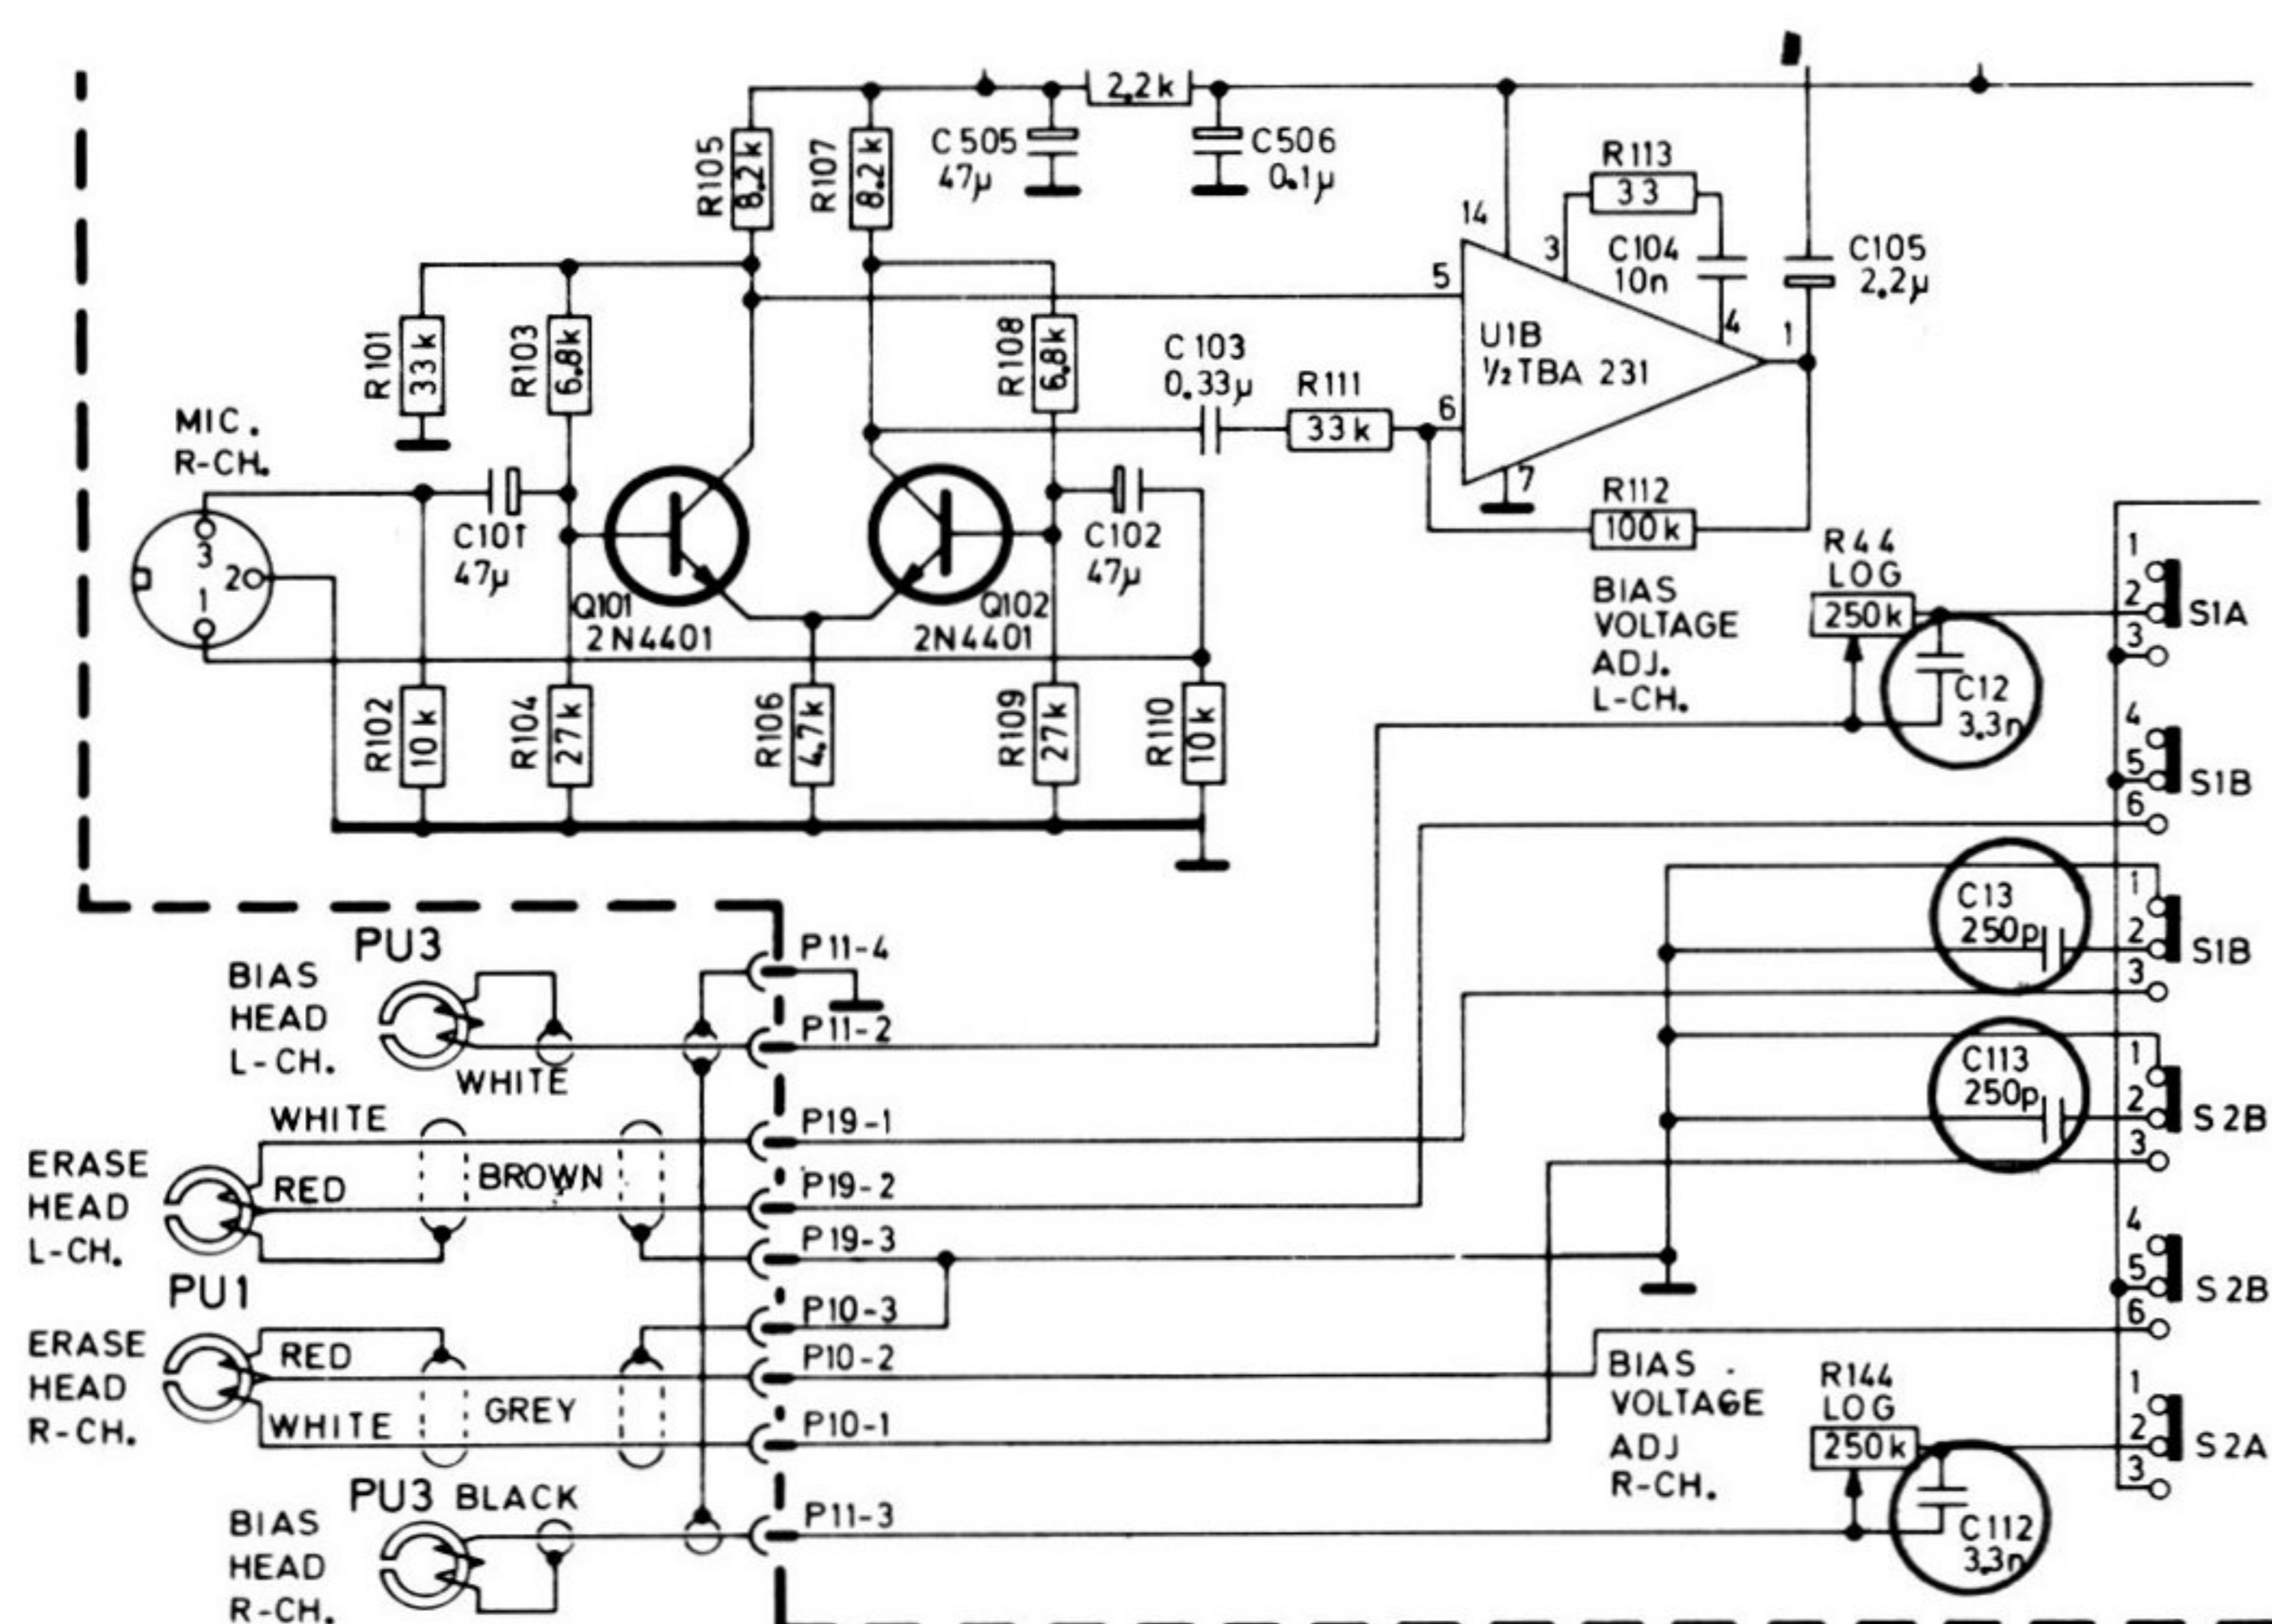 2.2k
R105
8.2k
R107
8.2k
C505
47µ
C506
0.1µ
R113
33
14
3
C104
10n
C105
2.2µ
4
1
5
U1B
½TBA 231
6
7
R101
33k
R103
6.8k
R108
6.8k
C103
0.33µ
R111
33k
R112
100k
MIC.
R-CH.
3
2
1
C101
47µ
C102
47µ
Q101
2N4401
Q102
2N4401
R102
10k
R104
27k
R106
4.7k
R109
27k
R110
10k
BIAS
VOLTAGE
ADJ.
L-CH.
R44
LOG
250k
C12
3.3n
1
2
3
S1A
4
5
6
S1B
C13
250p
1
2
3
S1B
C113
250p
1
2
3
S2B
4
5
6
S2B
BIAS
VOLTAGE
ADJ
R-CH.
R144
LOG
250k
C112
3.3n
1
2
3
S2A
PU3
BIAS
HEAD
L-CH.
WHITE
P11-4
P11-2
WHITE
P19-1
ERASE
HEAD
L-CH.
RED
BROWN
P19-2
P19-3
PU1
P10-3
ERASE
HEAD
R-CH.
RED
P10-2
GREY
WHITE
P10-1
PU3 BLACK
P11-3
BIAS
HEAD
R-CH.